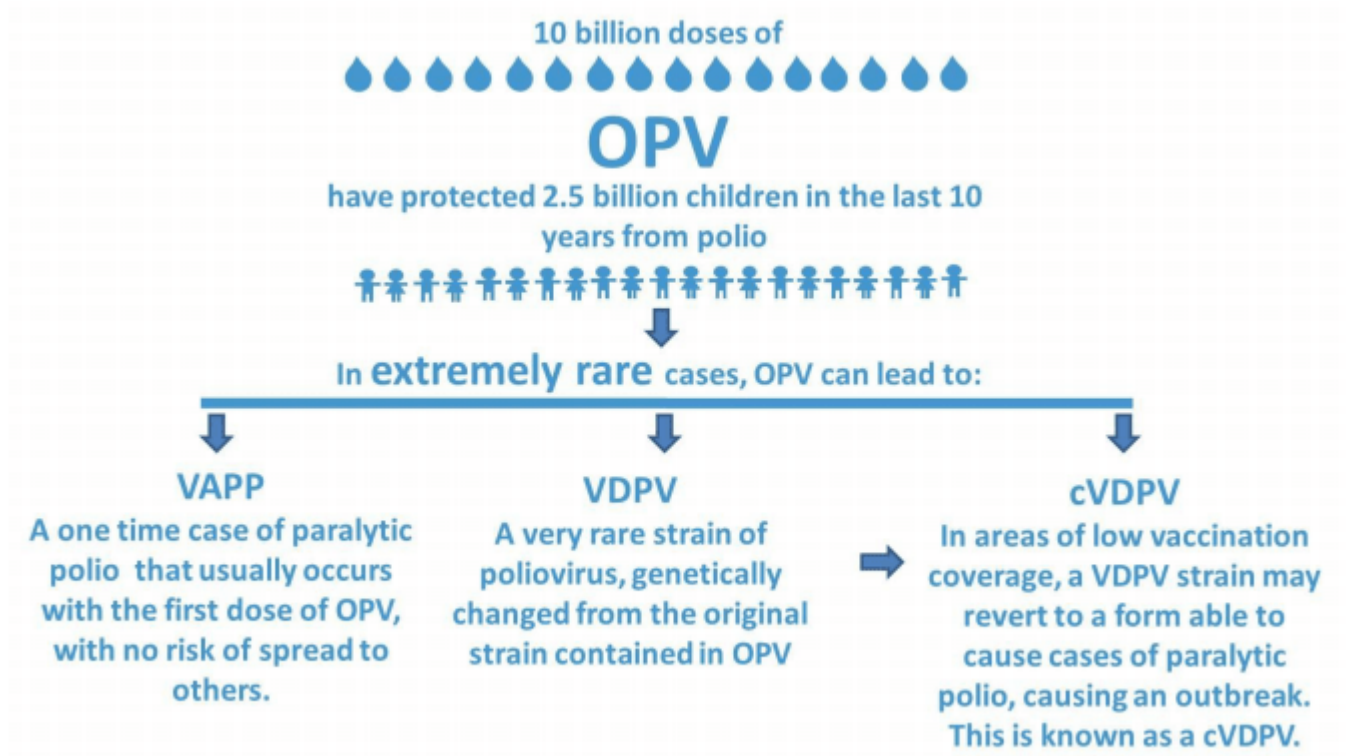 10 billion doses of
OPV
have protected 2.5 billion children in the last 10
years from polio
In extremely rare cases, OPV can lead to:
VAPP
A one time case of paralytic
polio that usually occurs
with the first dose of OPV,
with no risk of spread to
others.
VDPV
A very rare strain of
poliovirus, genetically
changed from the original
strain contained in OPV
cVDPV
In areas of low vaccination
coverage, a VDPV strain may
revert to a form able to
cause cases of paralytic
polio, causing an outbreak.
This is known as a cVDPV.